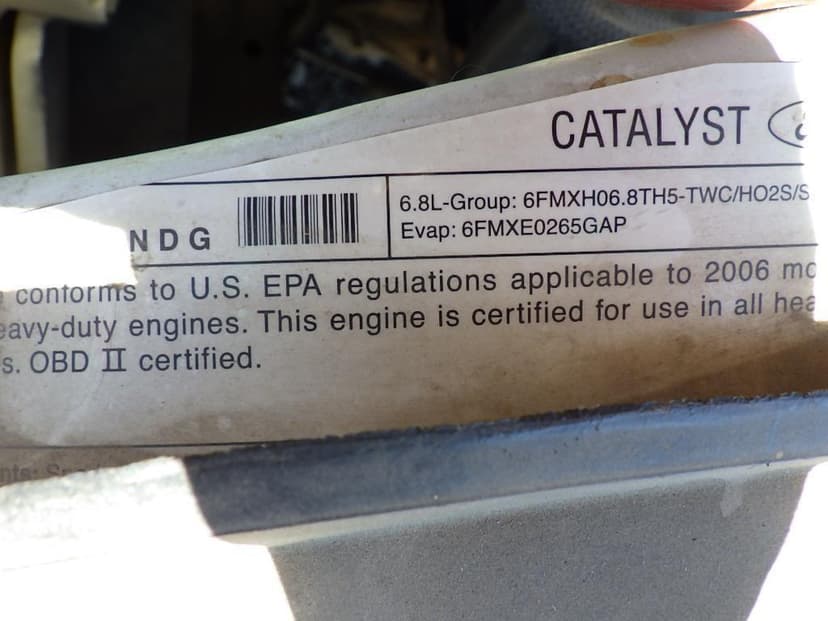 CATALYST
NDG
6.8L-Group: 6FMXH06.8TH5-TWC/HO2S/S
Evap: 6FMXE0265GAP
conforms to U.S. EPA regulations applicable to 2006 mo
eavy-duty engines. This engine is certified for use in all hea
s. OBD II certified.